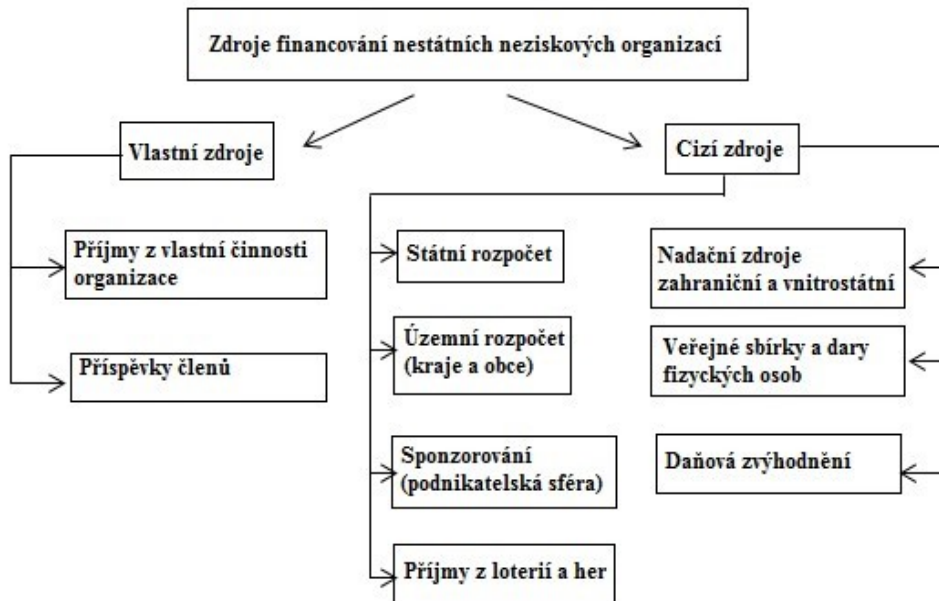 Zdroje financování nestátních neziskových organizací
Vlastní zdroje
Příjmy z vlastní činnosti
organizace
Příspěvky členů
Cizí zdroje
Státní rozpočet
Územní rozpočet
(kraje a obce)
Sponzorování
(podnikatelská sféra)
Příjmy z loterií a her
Nadační zdroje
zahraniční a vnitrostátní
Veřejné sbírky a dary
fizyckých osob
Daňová zvýhodnění